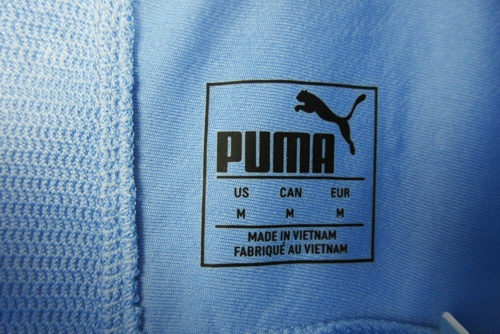 PUMA
US CAN EUR
M M M
MADE IN VIETNAM
FABRIQUÉ AU VIETNAM